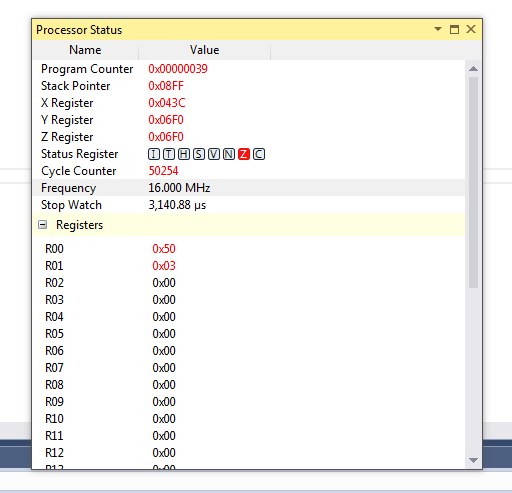 Processor Status
Name Value
Program Counter 0x00000039
Stack Pointer 0x08FF
X Register 0x043C
Y Register 0x06F0
Z Register 0x06F0
Status Register I T H S V N Z C
Cycle Counter 50254
Frequency 16.000 MHz
Stop Watch 3,140.88 µs
Registers
R00 0x50
R01 0x03
R02 0x00
R03 0x00
R04 0x00
R05 0x00
R06 0x00
R07 0x00
R08 0x00
R09 0x00
R10 0x00
R11 0x00
R12 0x00
R13 0x00